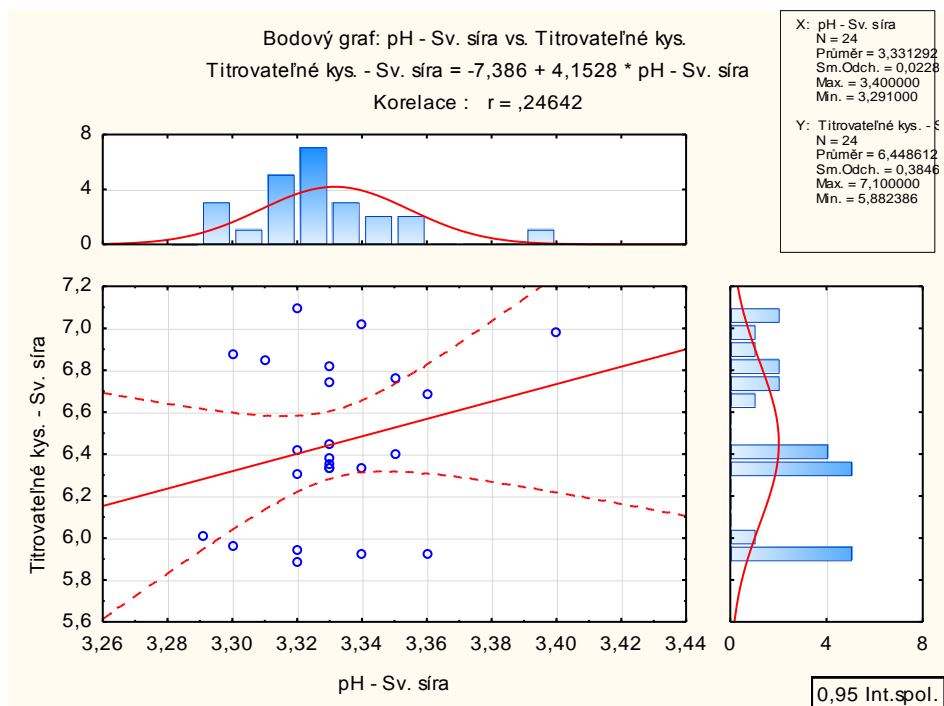 Bodový graf: pH - Sv. síra vs. Titrovateľné kys.
Titrovateľné kys. - Sv. síra = -7,386 + 4,1528 * pH - Sv. síra
Korelace : r = ,24642
X: pH - Sv. síra
N = 24
Průměr = 3,331292
Sm.Odch. = 0,0228
Max. = 3,400000
Min. = 3,291000
Y: Titrovateľné kys. - S
N = 24
Průměr = 6,448612
Sm.Odch. = 0,3846
Max. = 7,100000
Min. = 5,882386
8
4
0
7,2
7,0
6,8
6,6
6,4
6,2
6,0
5,8
5,6
Titrovateľné kys. - Sv. síra
3,26 3,28 3,30 3,32 3,34 3,36 3,38 3,40 3,42 3,44
0 4 8
pH - Sv. síra
0,95 Int.spol.